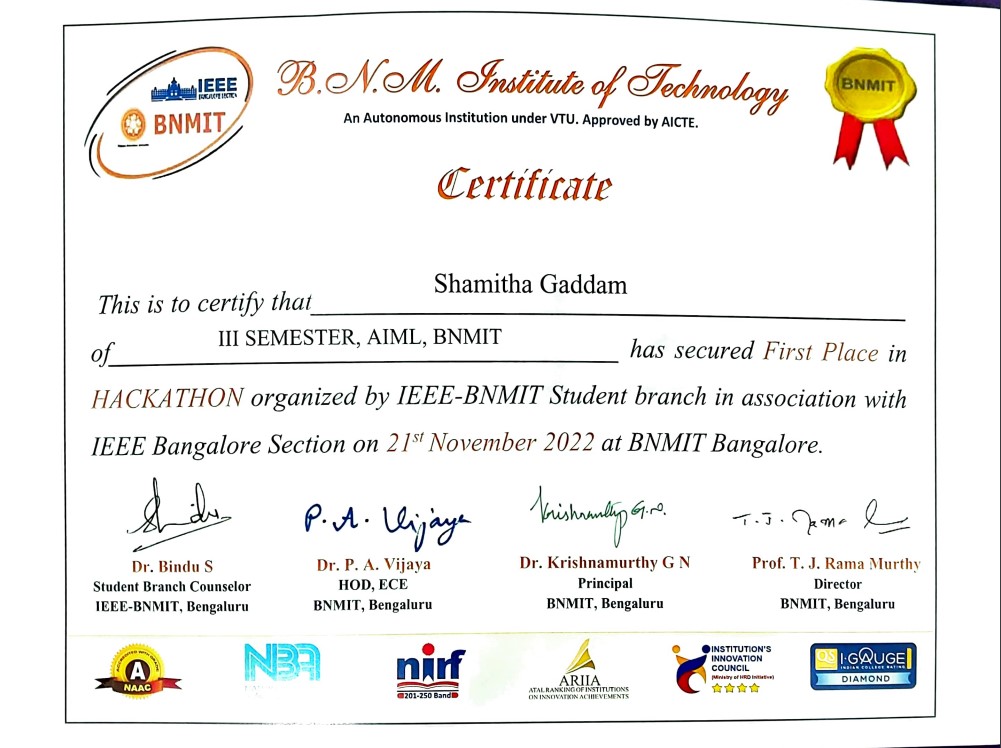 IEEE
BANGALORE SECTION
BNMIT
B.N.M. Institute of Technology
An Autonomous Institution under VTU. Approved by AICTE.
BNMIT
Certificate
This is to certify that Shamitha Gaddam
of III SEMESTER, AIML, BNMIT has secured First Place in
HACKATHON organized by IEEE-BNMIT Student branch in association with
IEEE Bangalore Section on 21st November 2022 at BNMIT Bangalore.
P. A. Vijaya
Krishnamurthy G.N.
T. J. Rama
Dr. Bindu S
Student Branch Counselor
IEEE-BNMIT, Bengaluru
Dr. P. A. Vijaya
HOD, ECE
BNMIT, Bengaluru
Dr. Krishnamurthy G N
Principal
BNMIT, Bengaluru
Prof. T. J. Rama Murthy
Director
BNMIT, Bengaluru
ACCREDITED WITH GRADE
A
NAAC
NBA
nirf
201-250 Band
ARIIA
ATAL RANKING OF INSTITUTIONS
ON INNOVATION ACHIEVEMENTS
INSTITUTION'S
INNOVATION
COUNCIL
(Ministry of HRD Initiative)
QS I·GAUGE
INDIAN COLLEGE RATING
DIAMOND